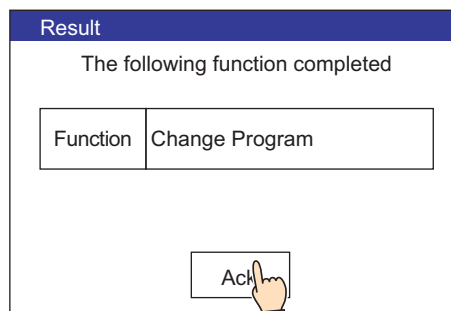 Result
The following function completed
Function Change Program
Ack